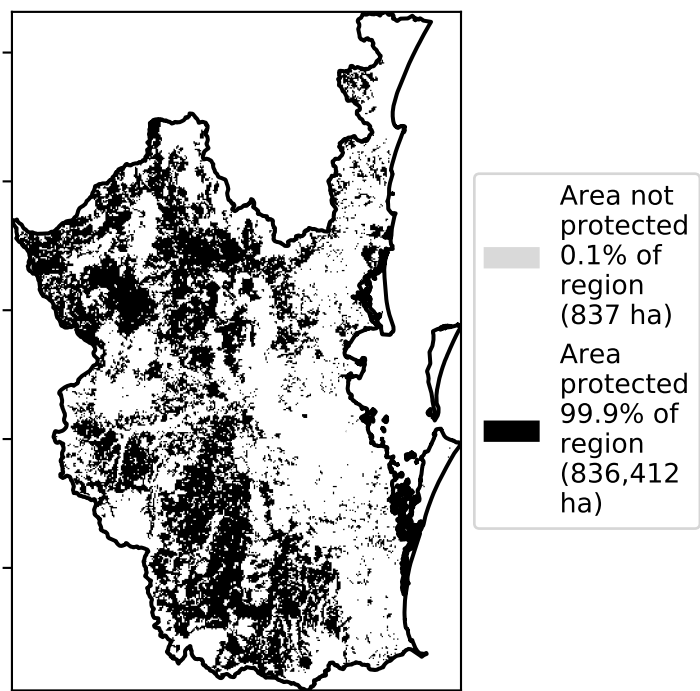 Area not
protected
0.1% of
region
(837 ha)
Area
protected
99.9% of
region
(836,412
ha)